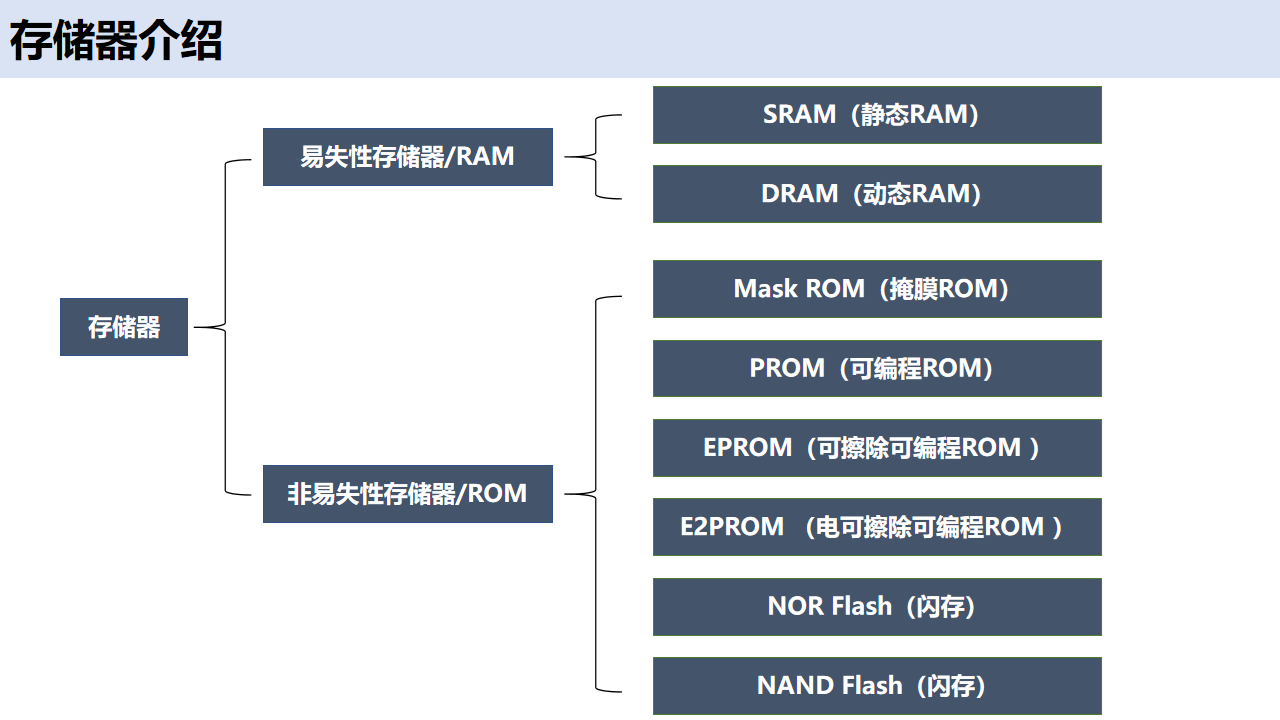 存储器介绍
存储器
易失性存储器/RAM
SRAM（静态RAM）
DRAM（动态RAM）
非易失性存储器/ROM
Mask ROM（掩膜ROM）
PROM（可编程ROM）
EPROM（可擦除可编程ROM ）
E2PROM （电可擦除可编程ROM ）
NOR Flash（闪存）
NAND Flash（闪存）